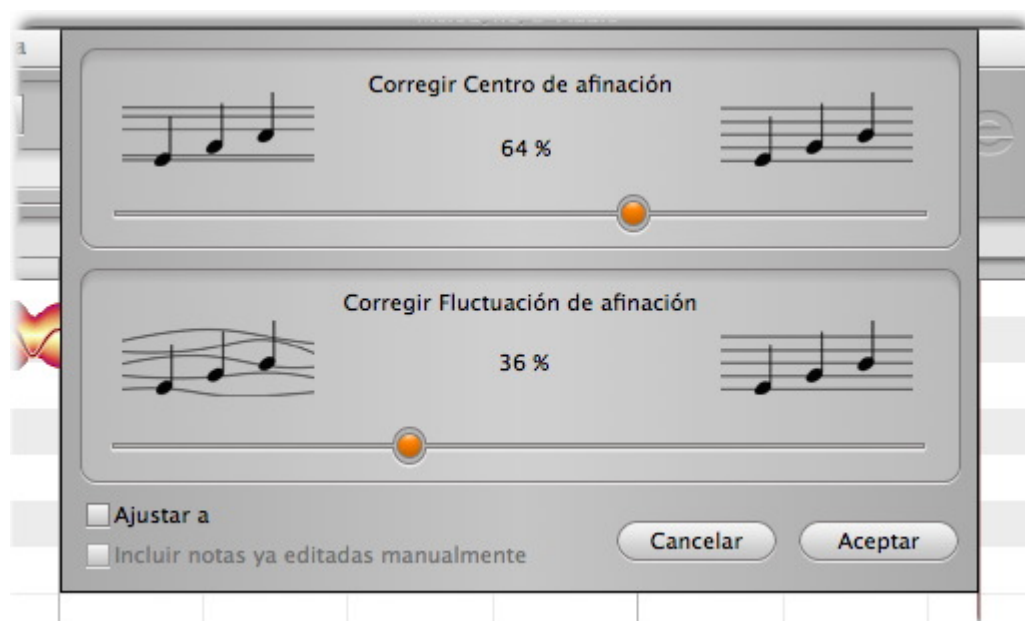 a
Corregir Centro de afinación
64 %
Corregir Fluctuación de afinación
36 %
Ajustar a
Incluir notas ya editadas manualmente
Cancelar
Aceptar